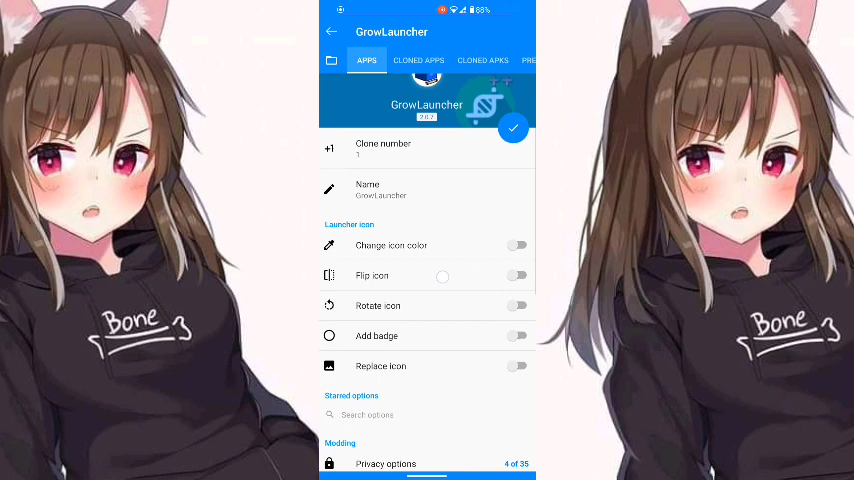 88%
GrowLauncher
APPS CLONED APPS CLONED APKS PRE
GrowLauncher
2.0.7
+1 Clone number
1
Name
GrowLauncher
Launcher icon
Change icon color
Flip icon
Rotate icon
Add badge
Replace icon
Starred options
Search options
Modding
Privacy options 4 of 35
Bone
Bone